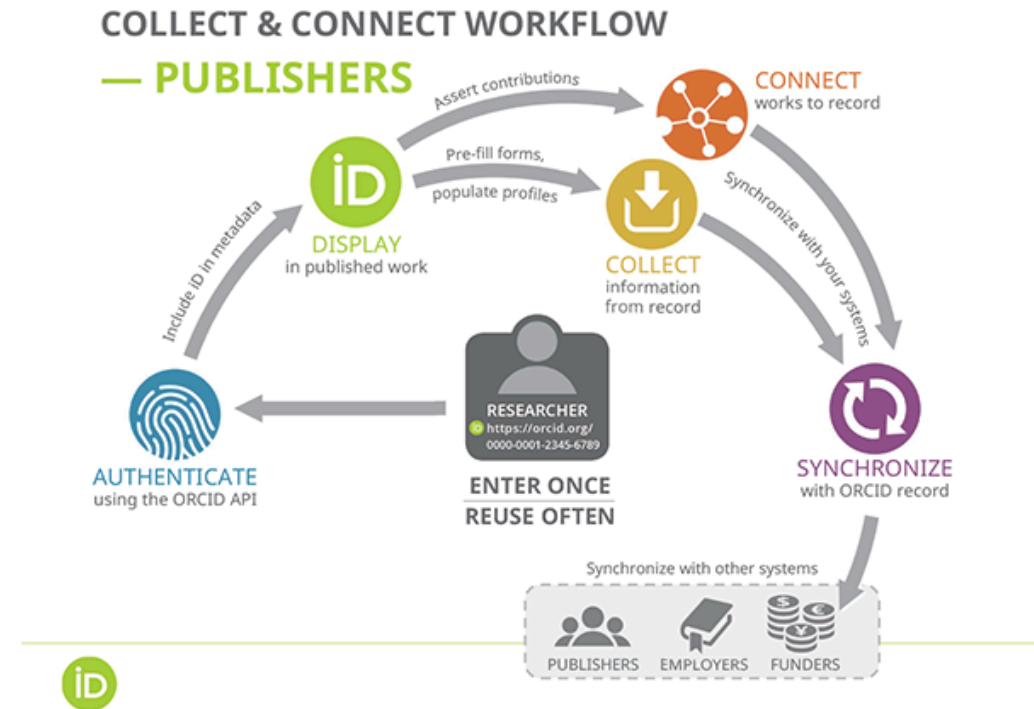 COLLECT & CONNECT WORKFLOW
— PUBLISHERS
Assert contributions
CONNECT
works to record
Pre-fill forms,
populate profiles
iD
DISPLAY
in published work
Include iD in metadata
COLLECT
information
from record
Synchronize with your systems
RESEARCHER
iD https://orcid.org/
0000-0001-2345-6789
ENTER ONCE
REUSE OFTEN
AUTHENTICATE
using the ORCID API
SYNCHRONIZE
with ORCID record
Synchronize with other systems
$
€
¥
PUBLISHERS
EMPLOYERS
FUNDERS
iD